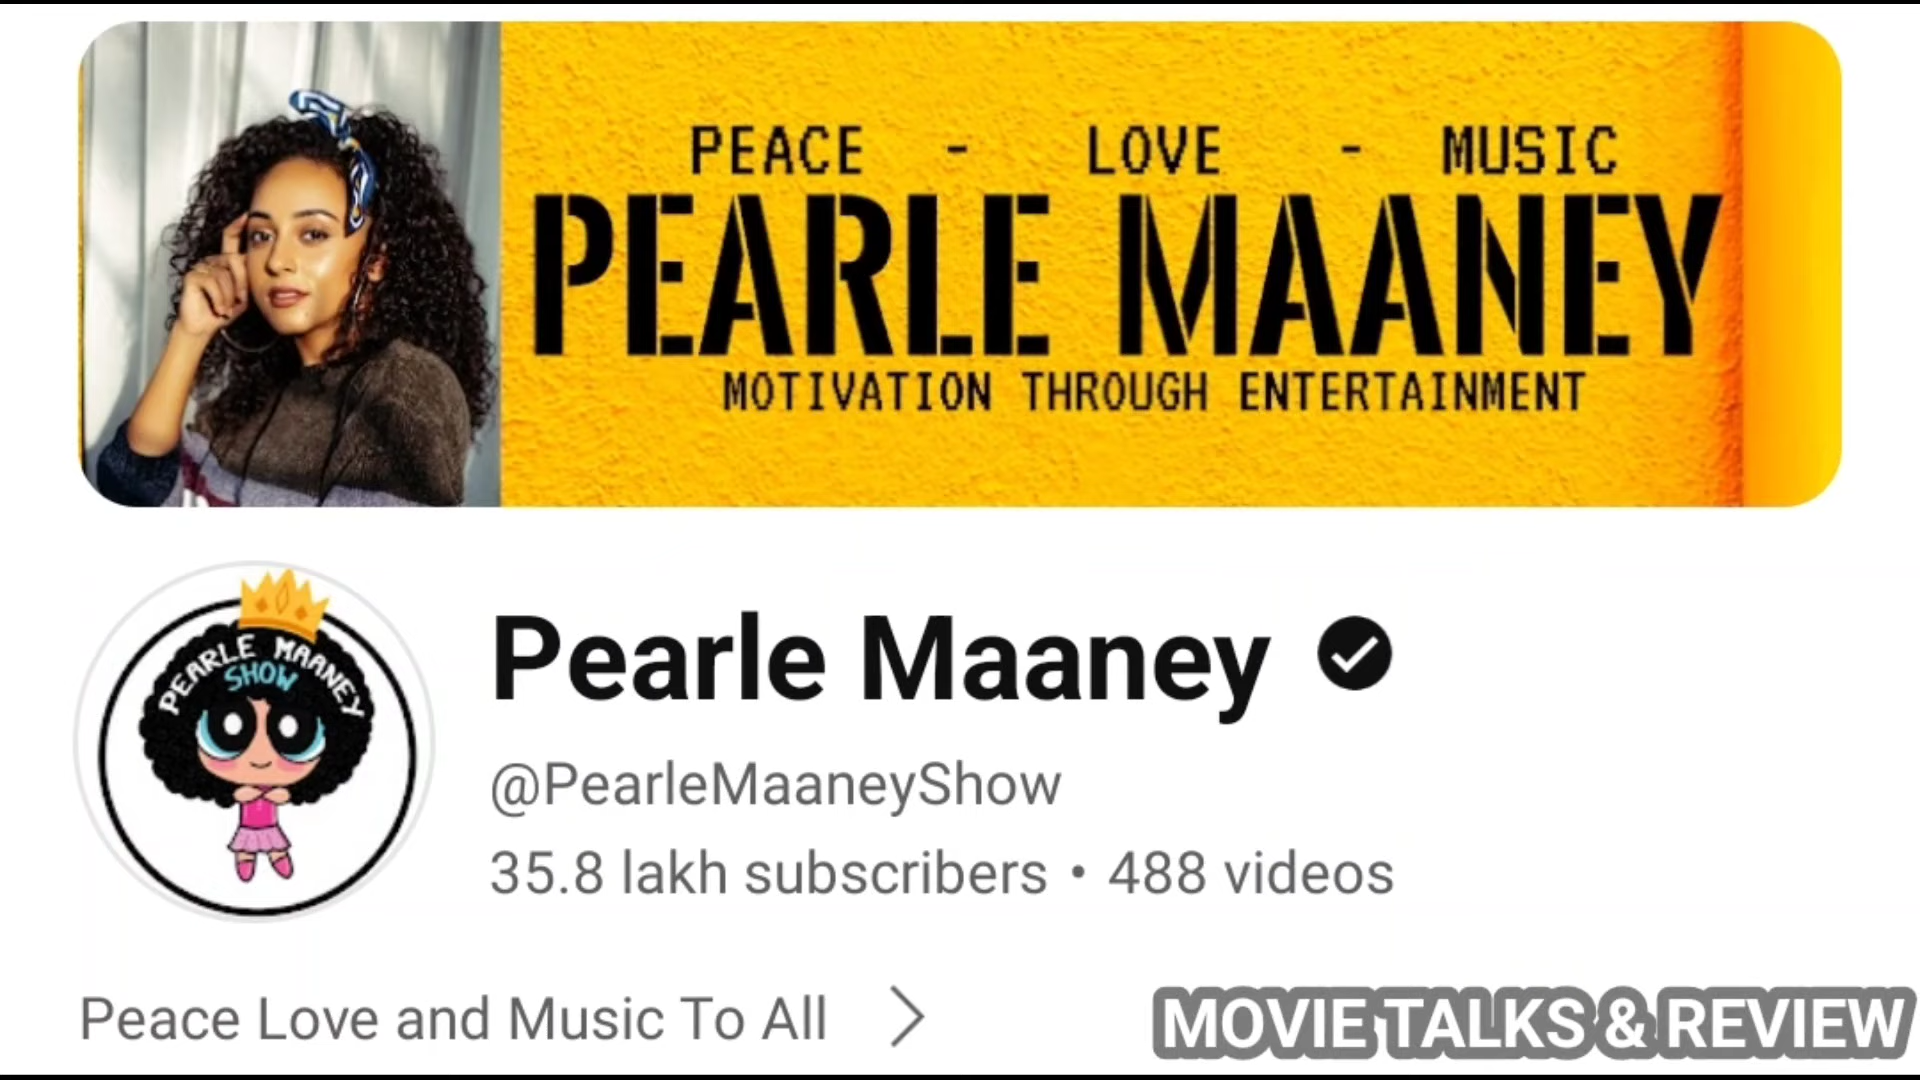 PEACE - LOVE - MUSIC
PEARLE MAANEY
MOTIVATION THROUGH ENTERTAINMENT
PEARLE MAANEY
SHOW
Pearle Maaney
@PearleMaaneyShow
35.8 lakh subscribers • 488 videos
Peace Love and Music To All
MOVIE TALKS & REVIEW